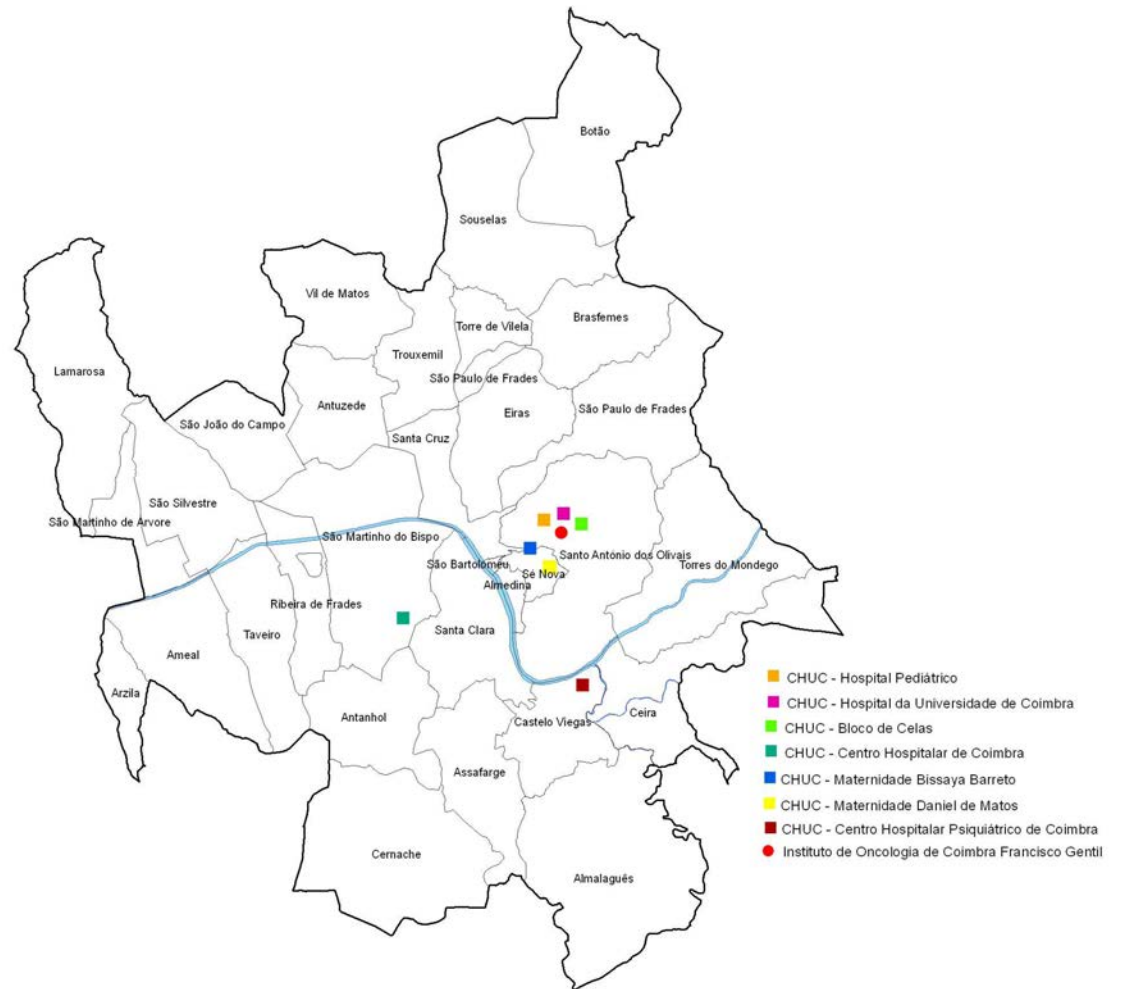 Botão
Souselas
Vil de Matos
Brasfemes
Torre de Vilela
Trouxemil
Lamarosa
São Paulo de Frades
Antuzede
São Paulo de Frades
Eiras
São João do Campo
Santa Cruz
São Silvestre
São Martinho de Arvore
São Martinho do Bispo
Santo António dos Olivais
São Bartolomeu
Torres do Mondego
Sé Nova
Almedina
Ribeira de Frades
Santa Clara
Taveiro
Ameal
Arzila
Antanhol
Castelo Viegas
Ceira
Assafarge
Cernache
Almalaguês
CHUC - Hospital Pediátrico
CHUC - Hospital da Universidade de Coimbra
CHUC - Bloco de Celas
CHUC - Centro Hospitalar de Coimbra
CHUC - Maternidade Bissaya Barreto
CHUC - Maternidade Daniel de Matos
CHUC - Centro Hospitalar Psiquiátrico de Coimbra
Instituto de Oncologia de Coimbra Francisco Gentil